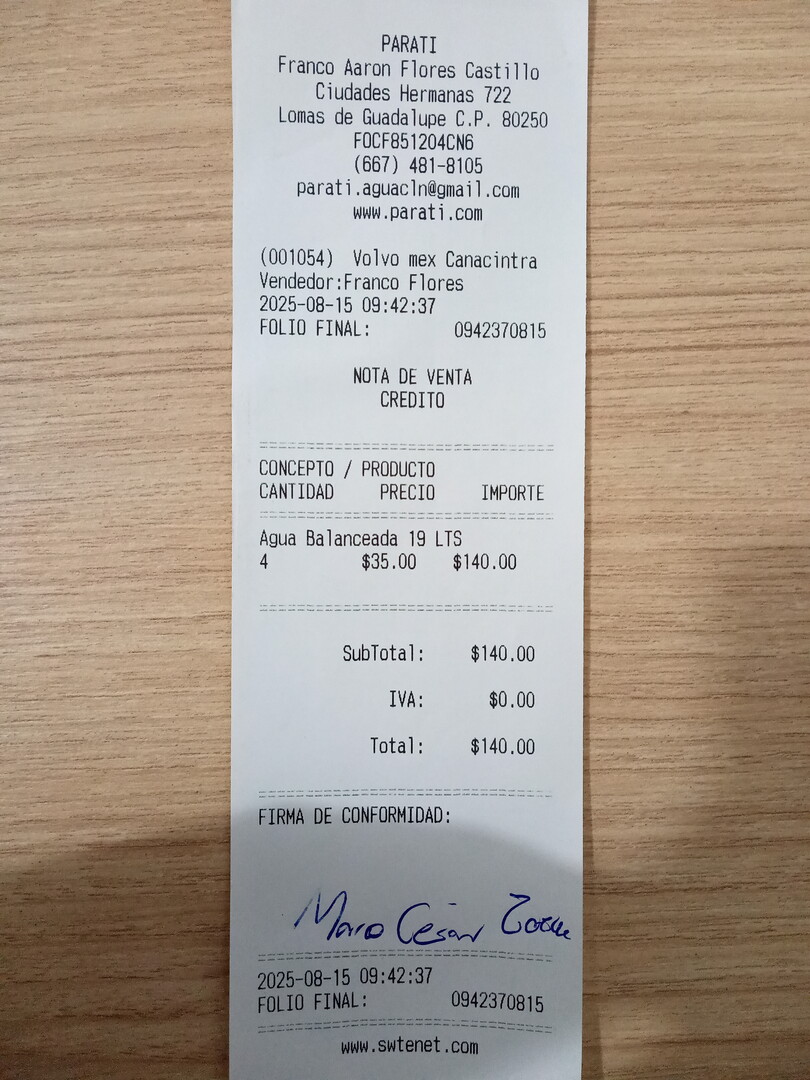 PARATI
Franco Aaron Flores Castillo
Ciudades Hermanas 722
Lomas de Guadalupe C.P. 80250
FOCF851204CN6
(667) 481-8105
parati.aguacln@gmail.com
www.parati.com
(001054) Volvo mex Canacintra
Vendedor:Franco Flores
2025-08-15 09:42:37
FOLIO FINAL: 0942370815
NOTA DE VENTA
CREDITO
CONCEPTO / PRODUCTO
CANTIDAD PRECIO IMPORTE
Agua Balanceada 19 LTS
4 $35.00 $140.00
SubTotal: $140.00
IVA: $0.00
Total: $140.00
FIRMA DE CONFORMIDAD:
César
2025-08-15 09:42:37
FOLIO FINAL: 0942370815
www.swtenet.com